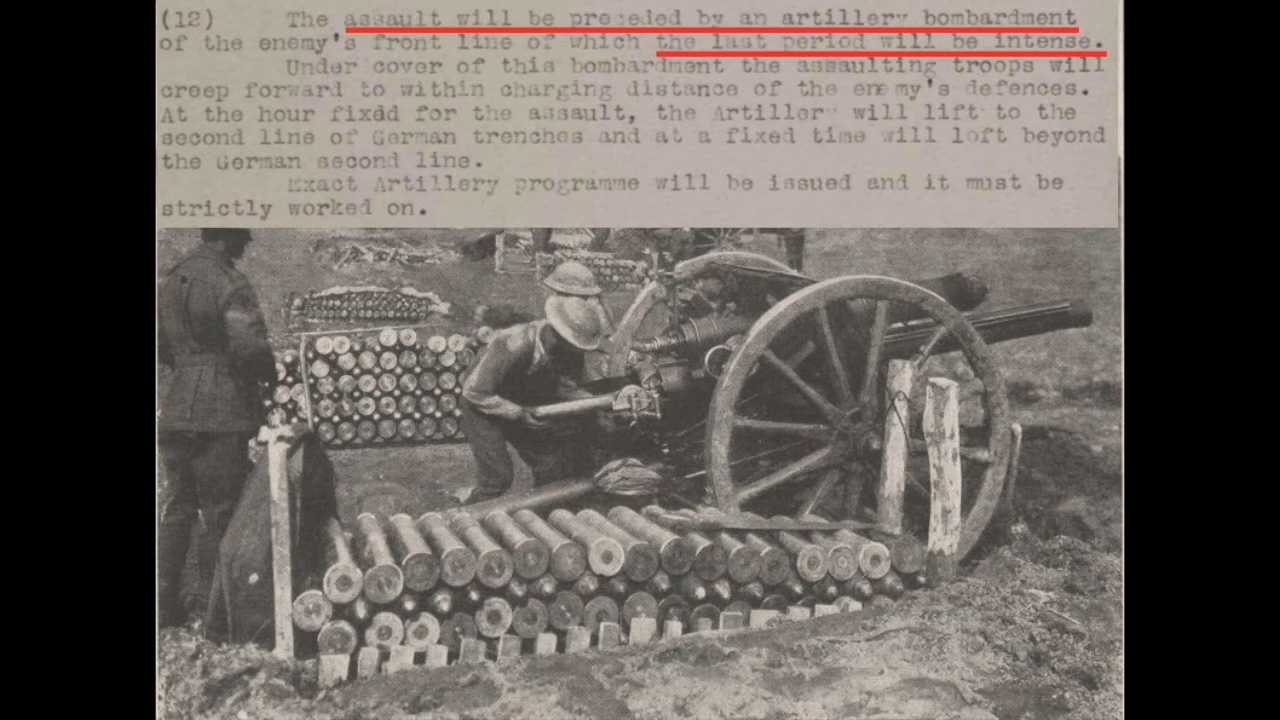 (12) The assault will be preceded by an artillery bombardment
of the enemy's front line of which the last period will be intense.
Under cover of this bombardment the assaulting troops will
creep forward to within charging distance of the enemy's defences.
At the hour fixed for the assault, the Artillery will lift to the
second line of German trenches and at a fixed time will loft beyond
the German second line.
Exact Artillery programme will be issued and it must be
strictly worked on.